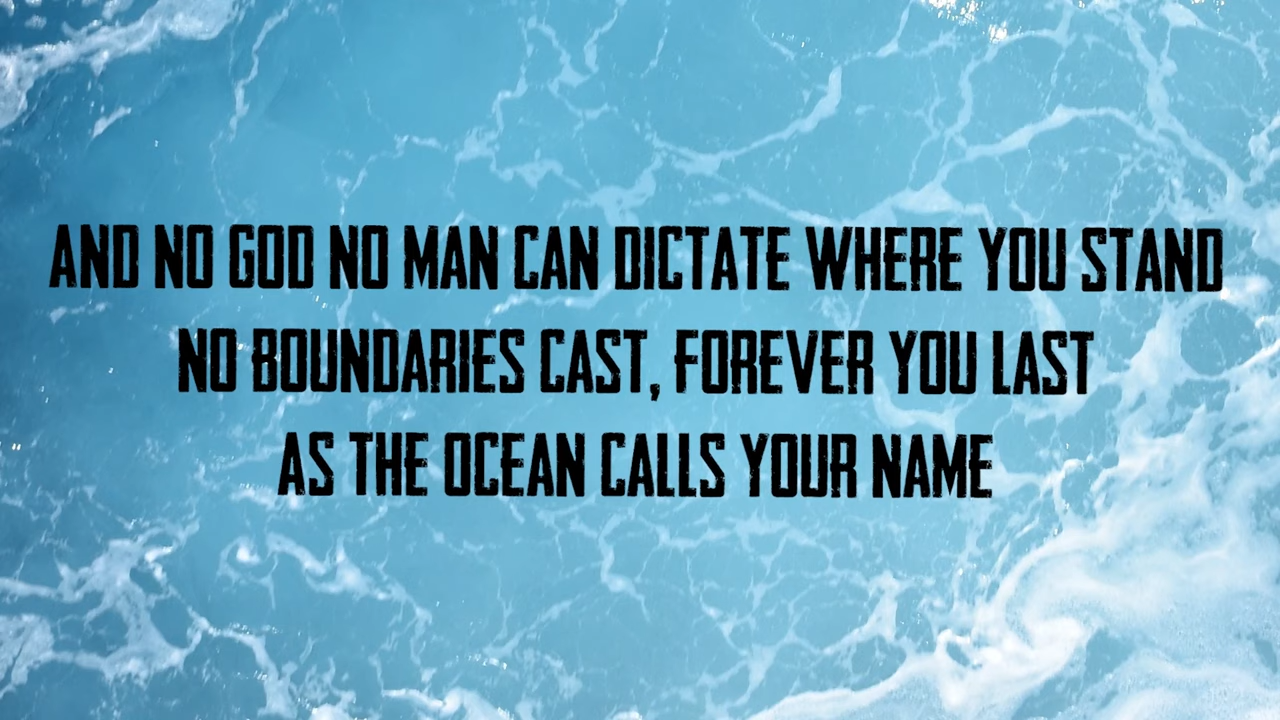 AND NO GOD NO MAN CAN DICTATE WHERE YOU STAND
NO BOUNDARIES CAST, FOREVER YOU LAST
AS THE OCEAN CALLS YOUR NAME